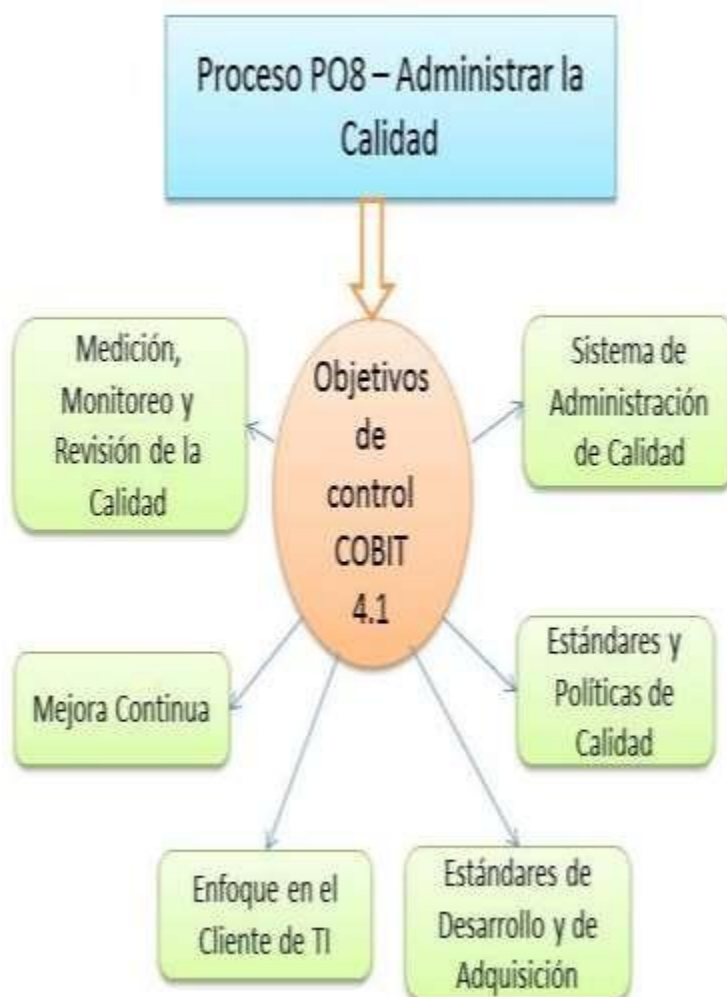 Proceso PO8 – Administrar la
Calidad
Objetivos
de
control
COBIT
4.1
Medición,
Monitoreo y
Revisión de la
Calidad
Sistema de
Administración
de Calidad
Mejora Continua
Estándares y
Políticas de
Calidad
Enfoque en el
Cliente de TI
Estándares de
Desarrollo y de
Adquisición